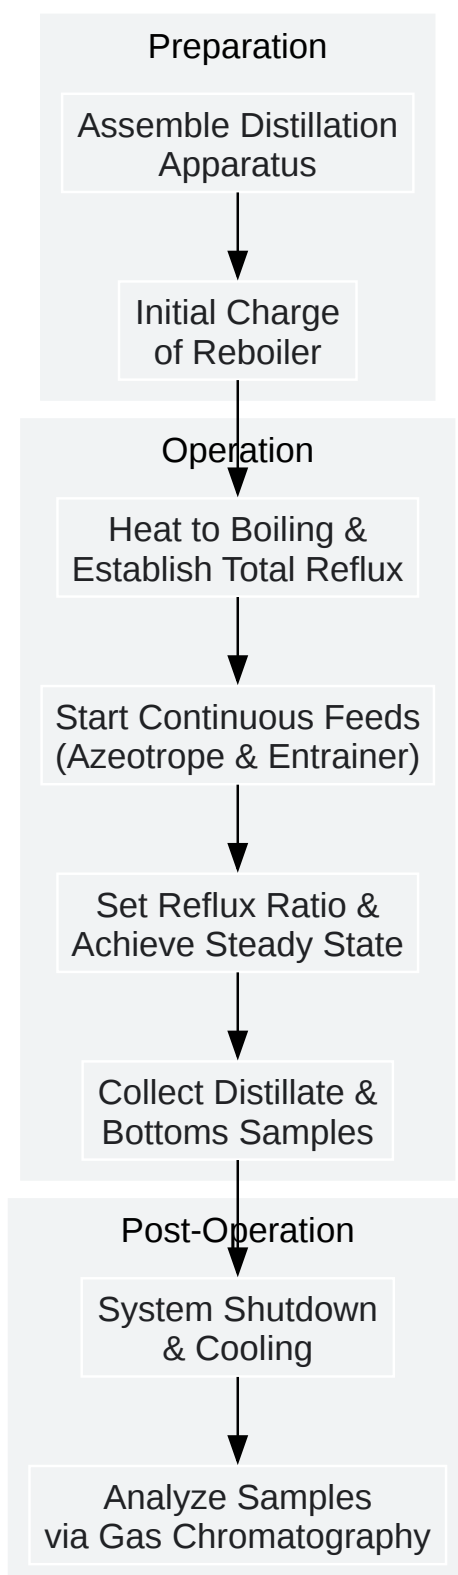 Preparation
Assemble Distillation
Apparatus
Initial Charge
of Reboiler
Operation
Heat to Boiling &
Establish Total Reflux
Start Continuous Feeds
(Azeotrope & Entrainer)
Set Reflux Ratio &
Achieve Steady State
Collect Distillate &
Bottoms Samples
Post-Operation
System Shutdown
& Cooling
Analyze Samples
via Gas Chromatography